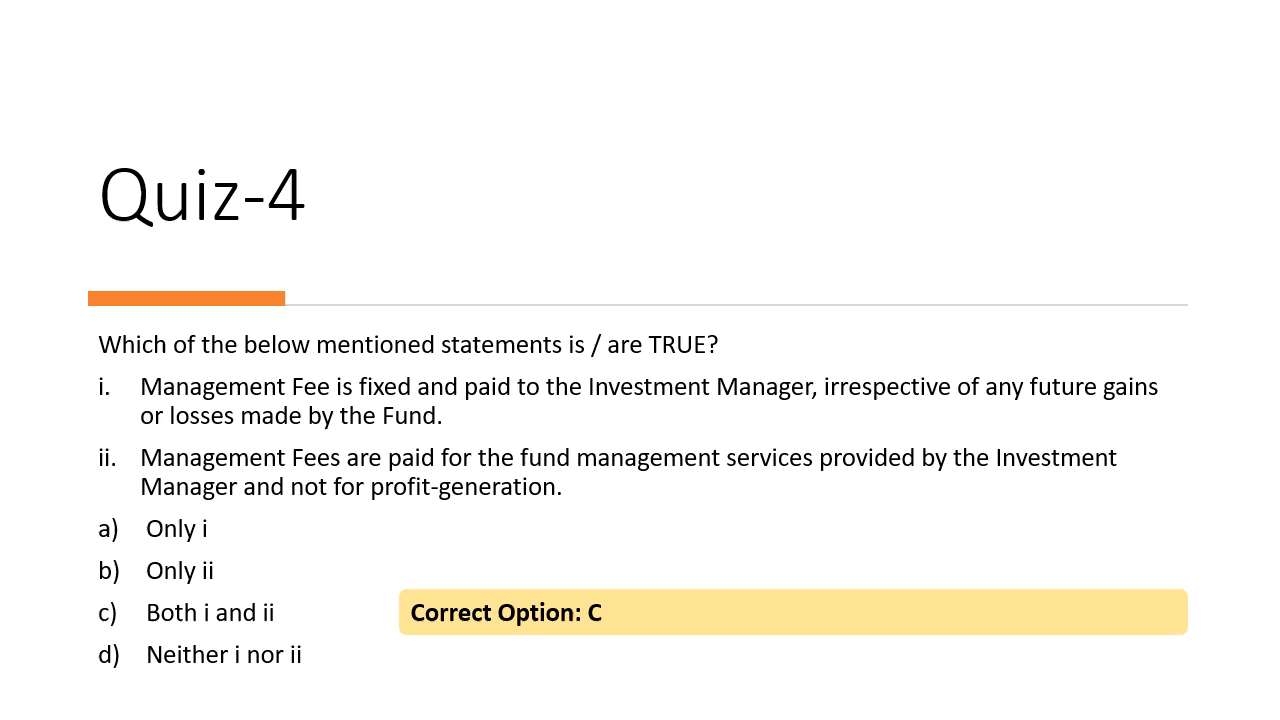 Quiz-4
Which of the below mentioned statements is / are TRUE?
i. Management Fee is fixed and paid to the Investment Manager, irrespective of any future gains
or losses made by the Fund.
ii. Management Fees are paid for the fund management services provided by the Investment
Manager and not for profit-generation.
a) Only i
b) Only ii
c) Both i and ii
Correct Option: C
d) Neither i nor ii